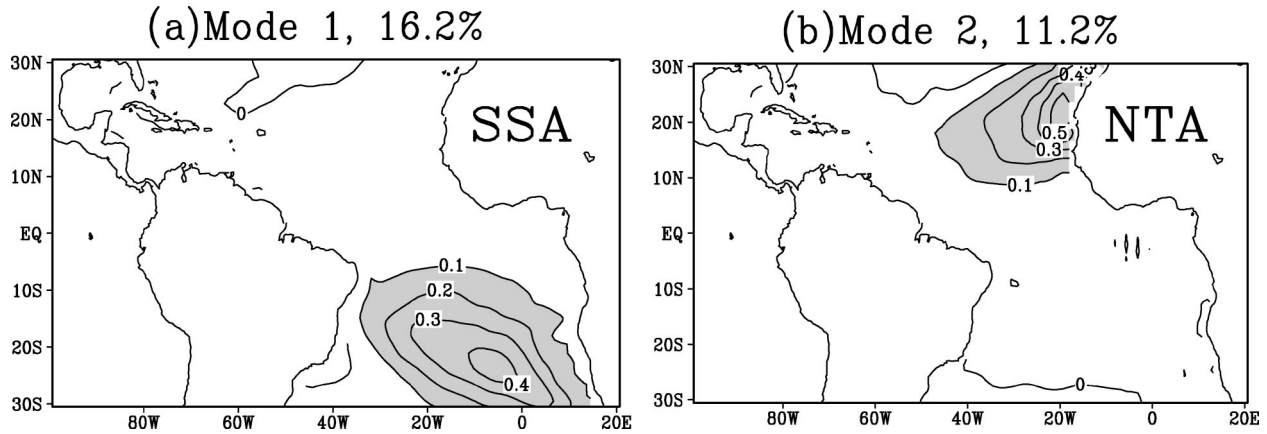 (a)Mode 1, 16.2%
30N
20N
10N
EQ
10S
20S
30S
80W
60W
40W
20W
0
20E
SSA
0
0.1
0.2
0.3
0.4
(b)Mode 2, 11.2%
30N
20N
10N
EQ
10S
20S
30S
80W
60W
40W
20W
0
20E
NTA
0.4
0.5
0.3
0.1
0